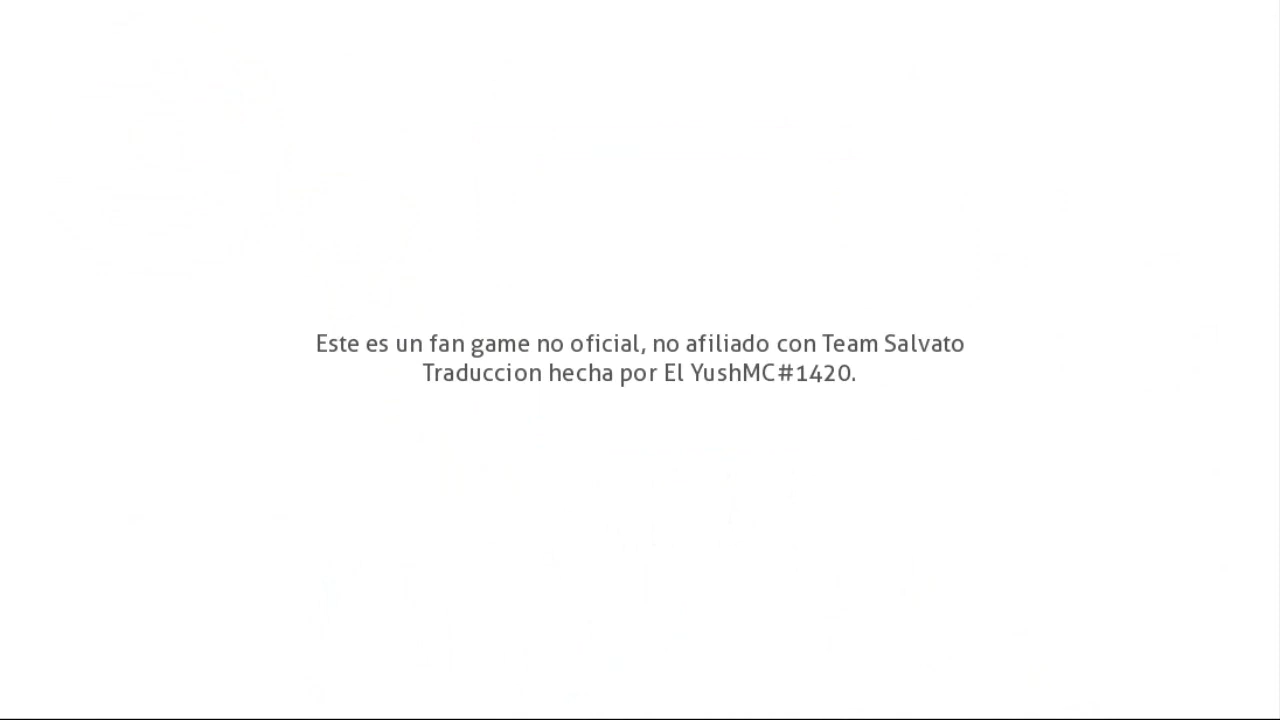 Este es un fan game no oficial, no afiliado con Team Salvato
Traduccion hecha por El YushMC#1420.